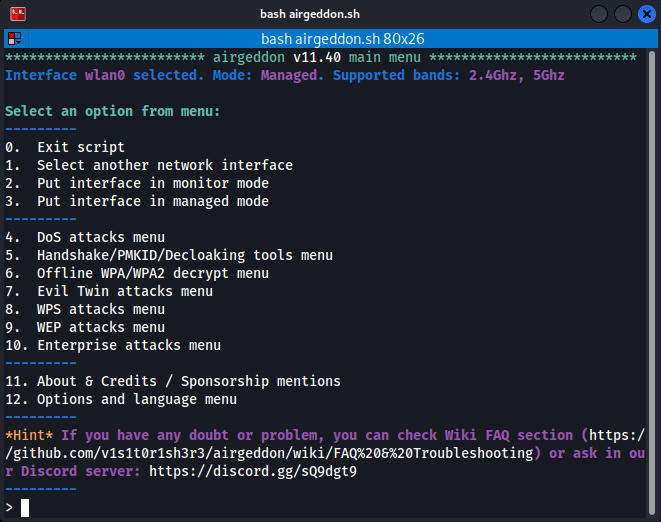 bash airgeddon.sh
bash airgeddon.sh 80x26
************************* airgeddon v11.40 main menu **************************
Interface wlan0 selected. Mode: Managed. Supported bands: 2.4Ghz, 5Ghz
Select an option from menu:
---------
0.  Exit script
1.  Select another network interface
2.  Put interface in monitor mode
3.  Put interface in managed mode
---------
4.  DoS attacks menu
5.  Handshake/PMKID/Decloaking tools menu
6.  Offline WPA/WPA2 decrypt menu
7.  Evil Twin attacks menu
8.  WPS attacks menu
9.  WEP attacks menu
10. Enterprise attacks menu
---------
11. About & Credits / Sponsorship mentions
12. Options and language menu
---------
*Hint* If you have any doubt or problem, you can check Wiki FAQ section (https:/
/github.com/v1s1t0r1sh3r3/airgeddon/wiki/FAQ%20&%20Troubleshooting) or ask in ou
r Discord server: https://discord.gg/sQ9dgt9
---------
>